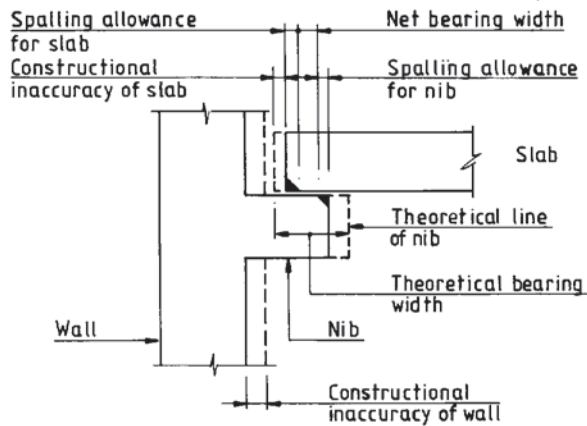 Spalling allowance
for slab
Net bearing width
Constructional
inaccuracy of slab
Spalling allowance
for nib
Slab
Theoretical line
of nib
Theoretical bearing
width
Wall
Nib
Constructional
inaccuracy of wall